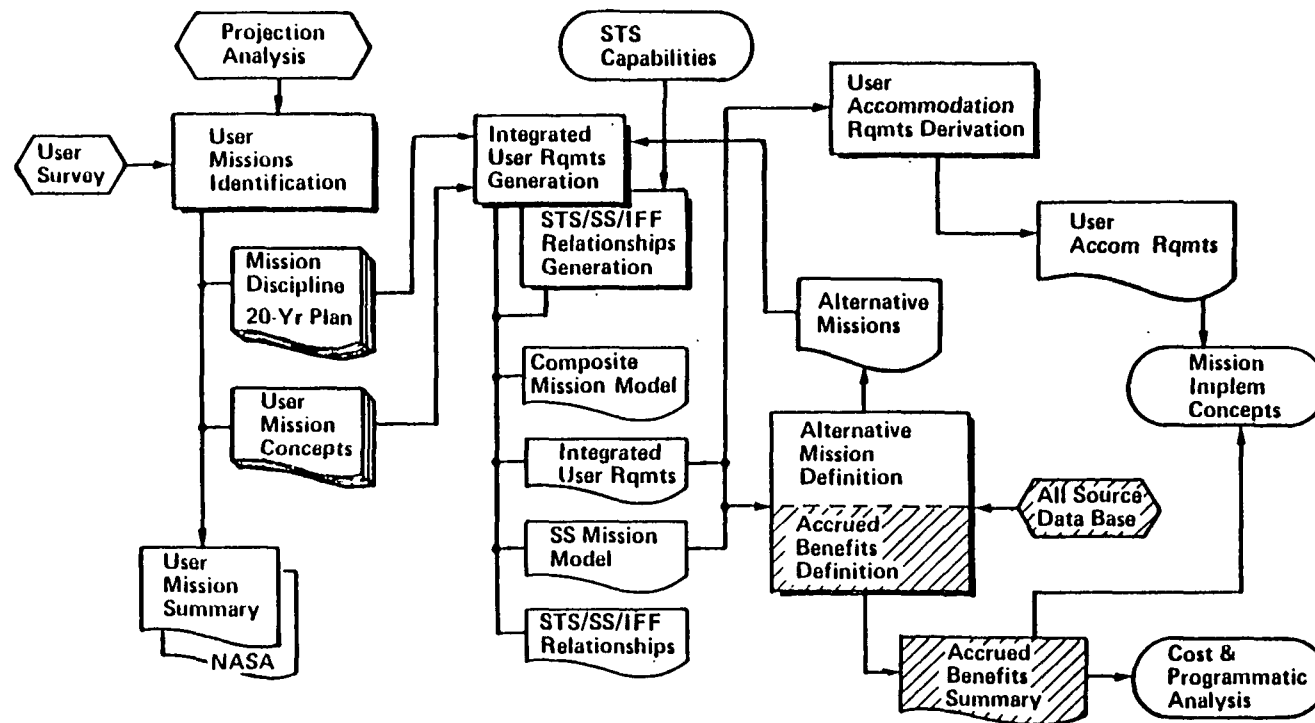 Projection
Analysis
STS
Capabilities
User
Survey
User
Missions
Identification
Integrated
User Rqmts
Generation
STS/SS/IFF
Relationships
Generation
User
Accommodation
Rqmts Derivation
User
Accom Rqmts
Mission
Discipline
20-Yr Plan
User
Mission
Concepts
User
Mission
Summary
NASA
Composite
Mission Model
Integrated
User Rqmts
SS Mission
Model
STS/SS/IFF
Relationships
Alternative
Missions
Alternative
Mission
Definition
Accrued
Benefits
Definition
All Source
Data Base
Mission
Implem
Concepts
Accrued
Benefits
Summary
Cost &
Programmatic
Analysis